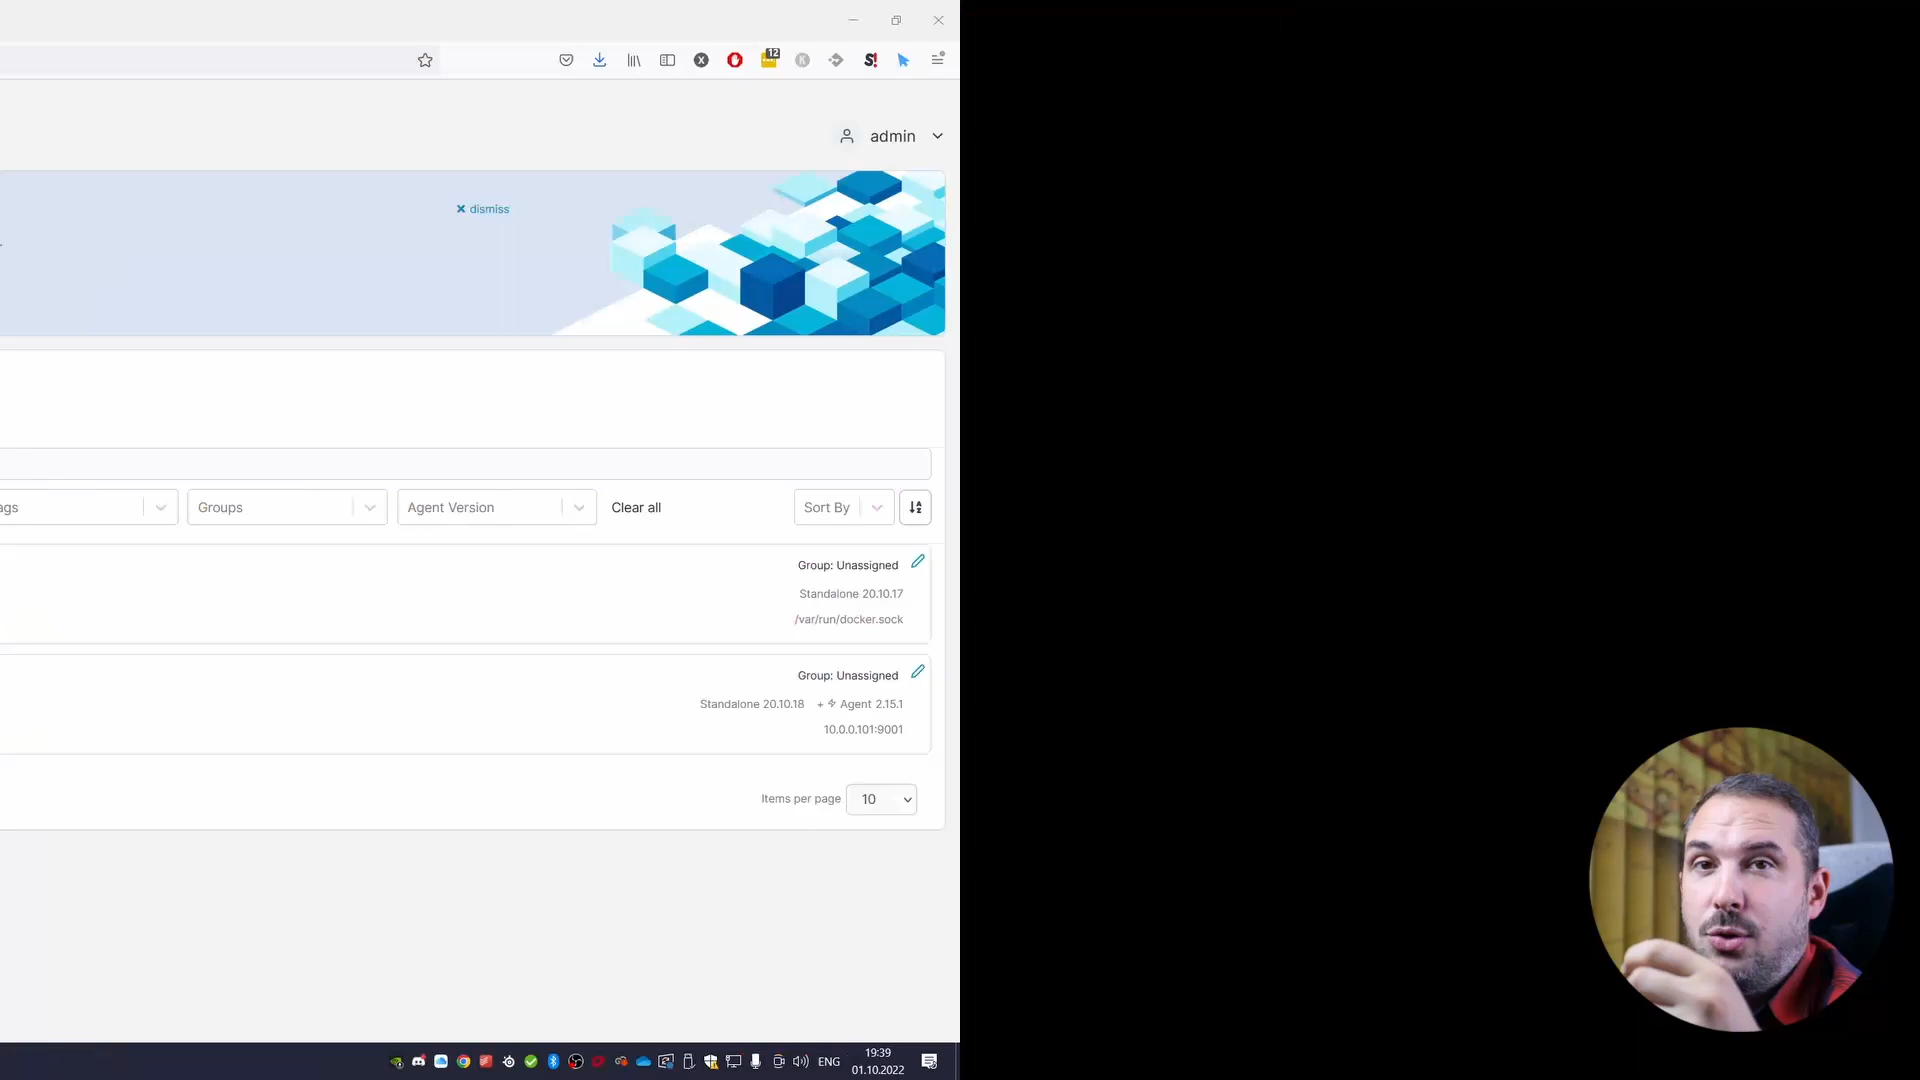 12
S!
admin
dismiss
ags
Groups
Agent Version
Clear all
Sort By
Group: Unassigned
Standalone 20.10.17
/var/run/docker.sock
Group: Unassigned
Standalone 20.10.18 + Agent 2.15.1
10.0.0.101:9001
Items per page 10
ENG
19:39
01.10.2022